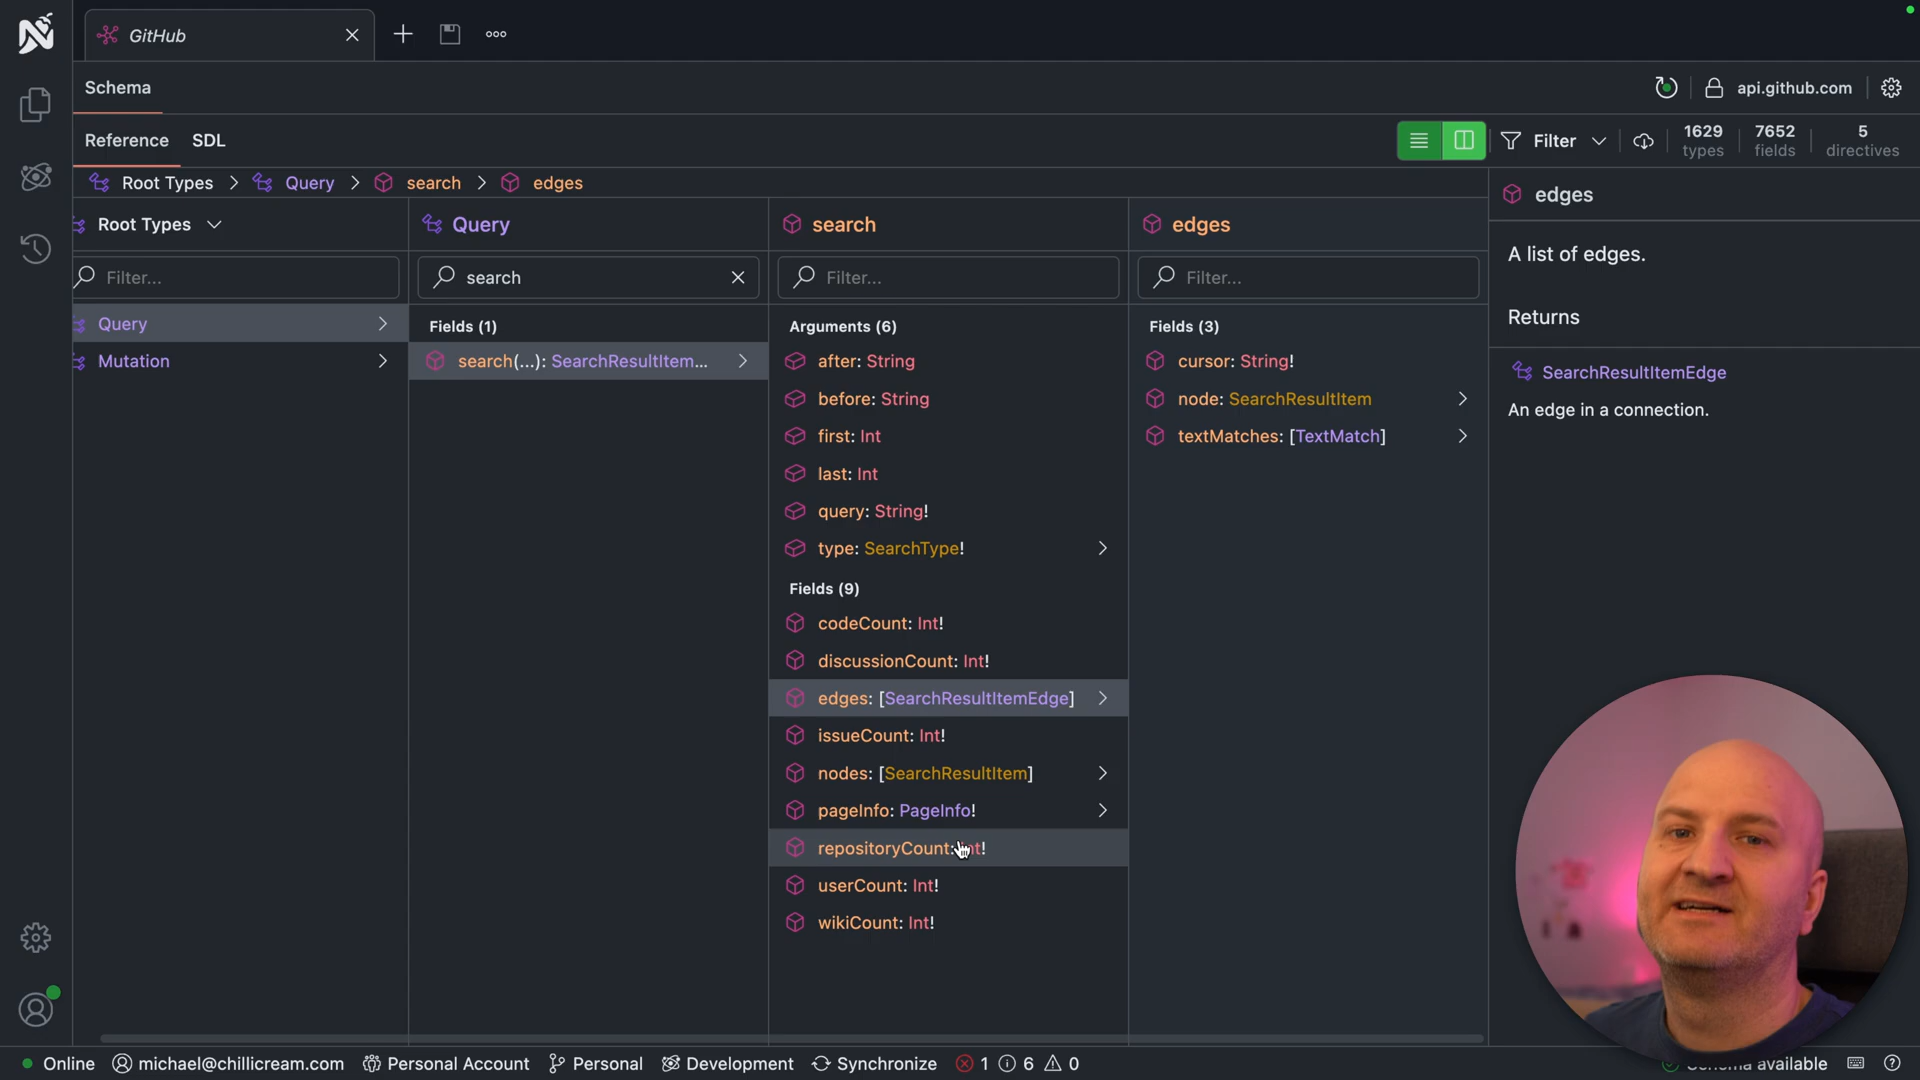 GitHub
Schema
api.github.com
Reference
SDL
Filter
1629
types
7652
fields
5
directives
Root Types
Query
search
edges
edges
Root Types
Query
search
edges
A list of edges.
Filter...
search
Filter...
Filter...
Returns
Query
Mutation
Fields (1)
search(...): SearchResultItem...
Arguments (6)
after: String
before: String
first: Int
last: Int
query: String!
type: SearchType!
Fields (9)
codeCount: Int!
discussionCount: Int!
edges: [SearchResultItemEdge]
issueCount: Int!
nodes: [SearchResultItem]
pageInfo: PageInfo!
repositoryCount: Int!
userCount: Int!
wikiCount: Int!
Fields (3)
cursor: String!
node: SearchResultItem
textMatches: [TextMatch]
SearchResultItemEdge
An edge in a connection.
Online
michael@chillicream.com
Personal Account
Personal
Development
Synchronize
1
6
0
Schema available